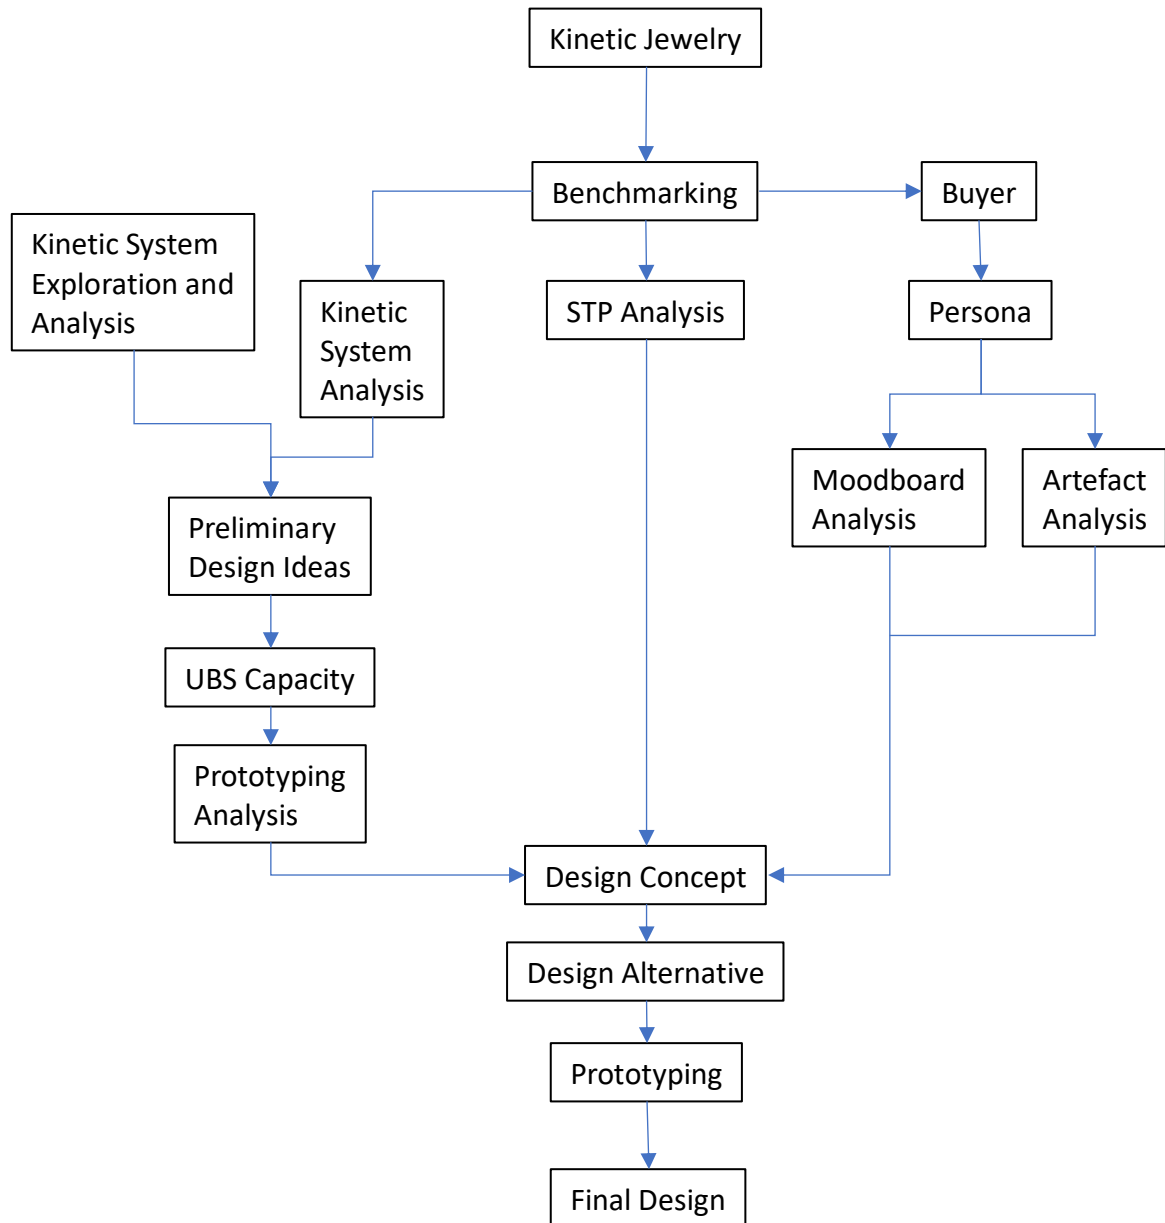 Kinetic Jewelry
Benchmarking
Buyer
Kinetic System
Exploration and
Analysis
Kinetic
System
Analysis
STP Analysis
Persona
Moodboard
Analysis
Artefact
Analysis
Preliminary
Design Ideas
UBS Capacity
Prototyping
Analysis
Design Concept
Design Alternative
Prototyping
Final Design